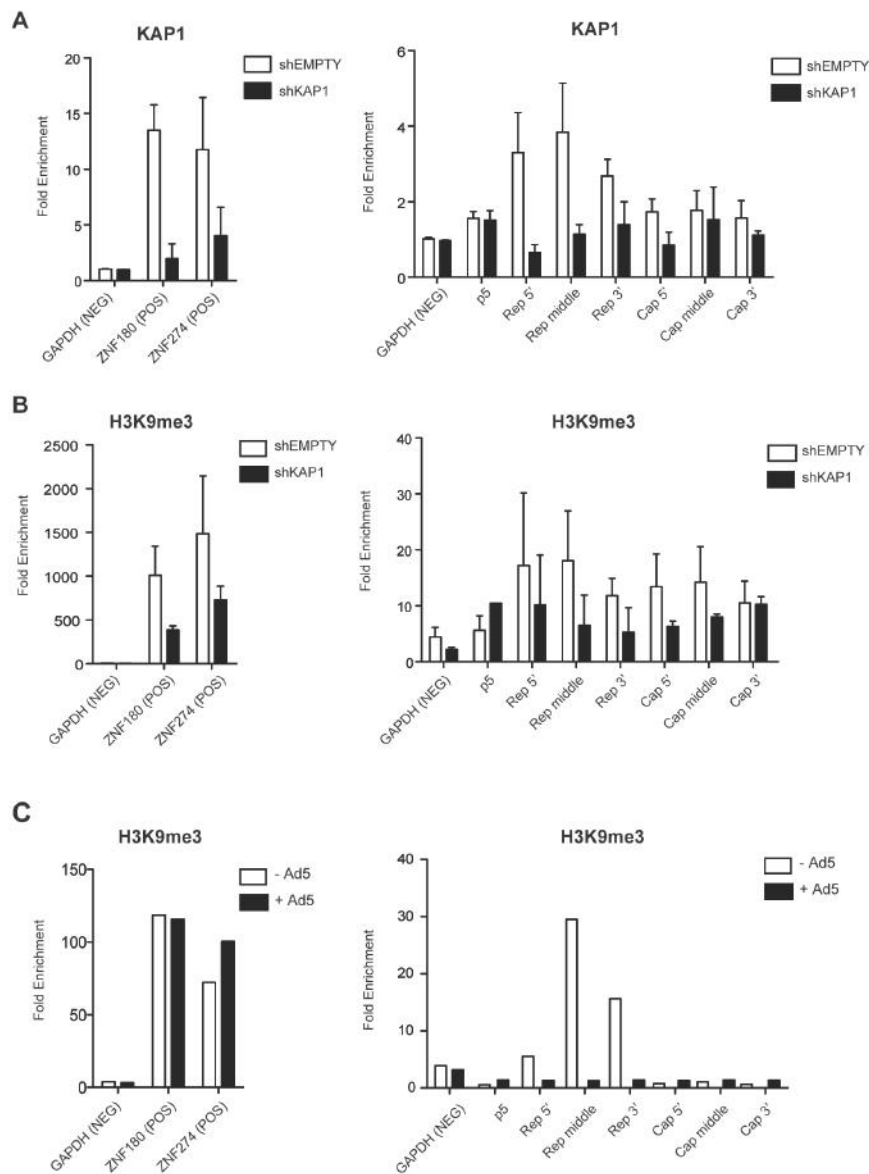 A
KAP1
20
15
10
5
0
Fold Enrichment
shEMPTY
shKAP1
GAPDH (NEG)
ZNF180 (POS)
ZNF274 (POS)
KAP1
6
4
2
0
Fold Enrichment
shEMPTY
shKAP1
GAPDH (NEG)
p5
Rep 5'
Rep middle
Rep 3'
Cap 5'
Cap middle
Cap 3'
B
H3K9me3
2500
2000
1500
1000
500
0
Fold Enrichment
shEMPTY
shKAP1
GAPDH (NEG)
ZNF180 (POS)
ZNF274 (POS)
H3K9me3
40
30
20
10
0
Fold Enrichment
shEMPTY
shKAP1
GAPDH (NEG)
p5
Rep 5'
Rep middle
Rep 3'
Cap 5'
Cap middle
Cap 3'
C
H3K9me3
150
100
50
0
Fold Enrichment
- Ad5
+ Ad5
GAPDH (NEG)
ZNF180 (POS)
ZNF274 (POS)
H3K9me3
40
30
20
10
0
Fold Enrichment
- Ad5
+ Ad5
GAPDH (NEG)
p5
Rep 5'
Rep middle
Rep 3'
Cap 5'
Cap middle
Cap 3'